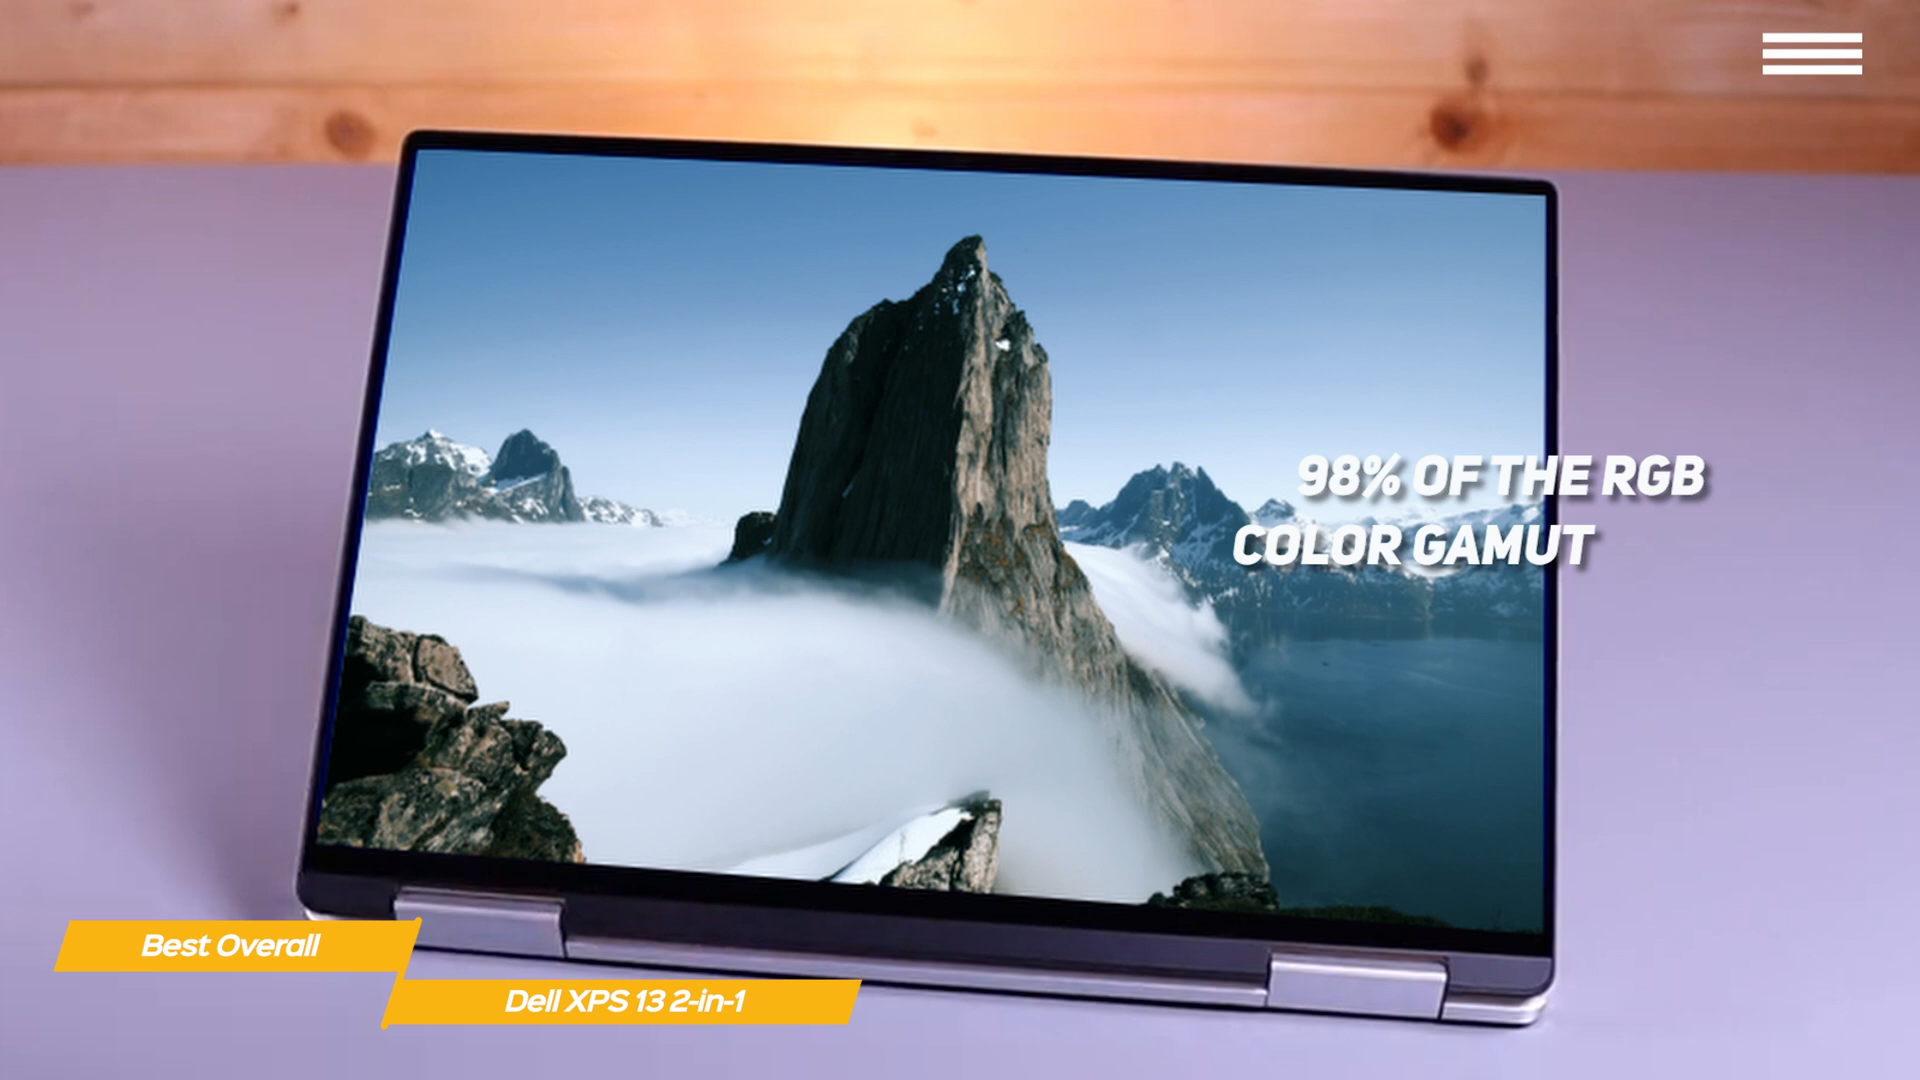 98% OF THE RGB
COLOR GAMUT
Best Overall
Dell XPS 13 2-in-1